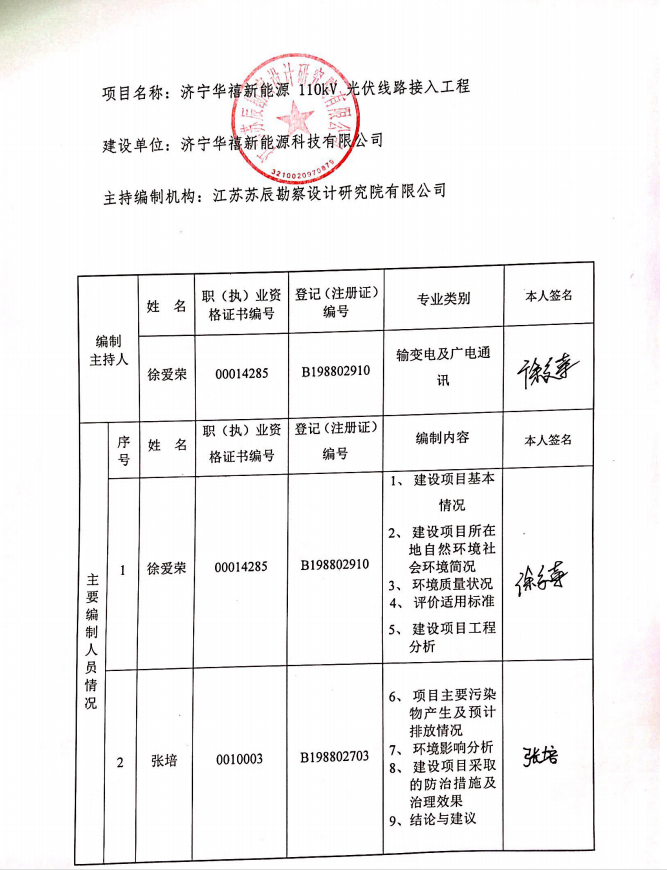 项目名称：济宁华禧新能源 110kV 光伏线路接入工程
建设单位：济宁华禧新能源科技有限公司
主持编制机构：江苏苏辰勘察设计研究院有限公司
3210020970875
编制
主持人
姓 名
职（执）业资
格证书编号
登记（注册证）
编号
专业类别
本人签名
徐爱荣
00014285
B198802910
输变电及广电通
讯
徐爱荣
主要编制人员情况
序
号
姓 名
职（执）业资
格证书编号
登记（注册证）
编号
编制内容
本人签名
1
徐爱荣
00014285
B198802910
1、 建设项目基本
情况
2、 建设项目所在
地自然环境社
会环境简况
3、 环境质量状况
4、 评价适用标准
5、 建设项目工程
分析
徐爱荣
2
张培
0010003
B198802703
6、 项目主要污染
物产生及预计
排放情况
7、 环境影响分析
8、 建设项目采取
的防治措施及
治理效果
9、结论与建议
张培